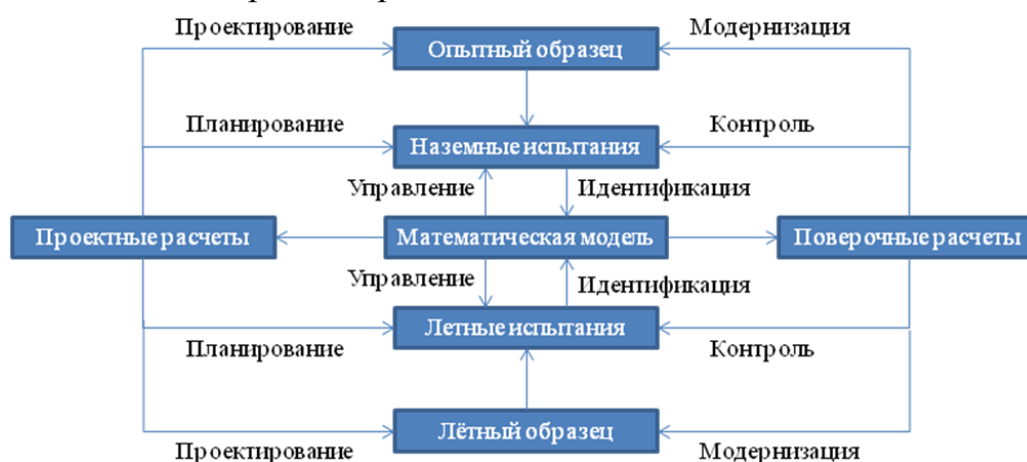 Проектирование
Модернизация
Опытный образец
Планирование
Контроль
Наземные испытания
Управление
Идентификация
Проектные расчеты
Математическая модель
Поверочные расчеты
Управление
Идентификация
Летные испытания
Планирование
Контроль
Лётный образец
Проектирование
Модернизация